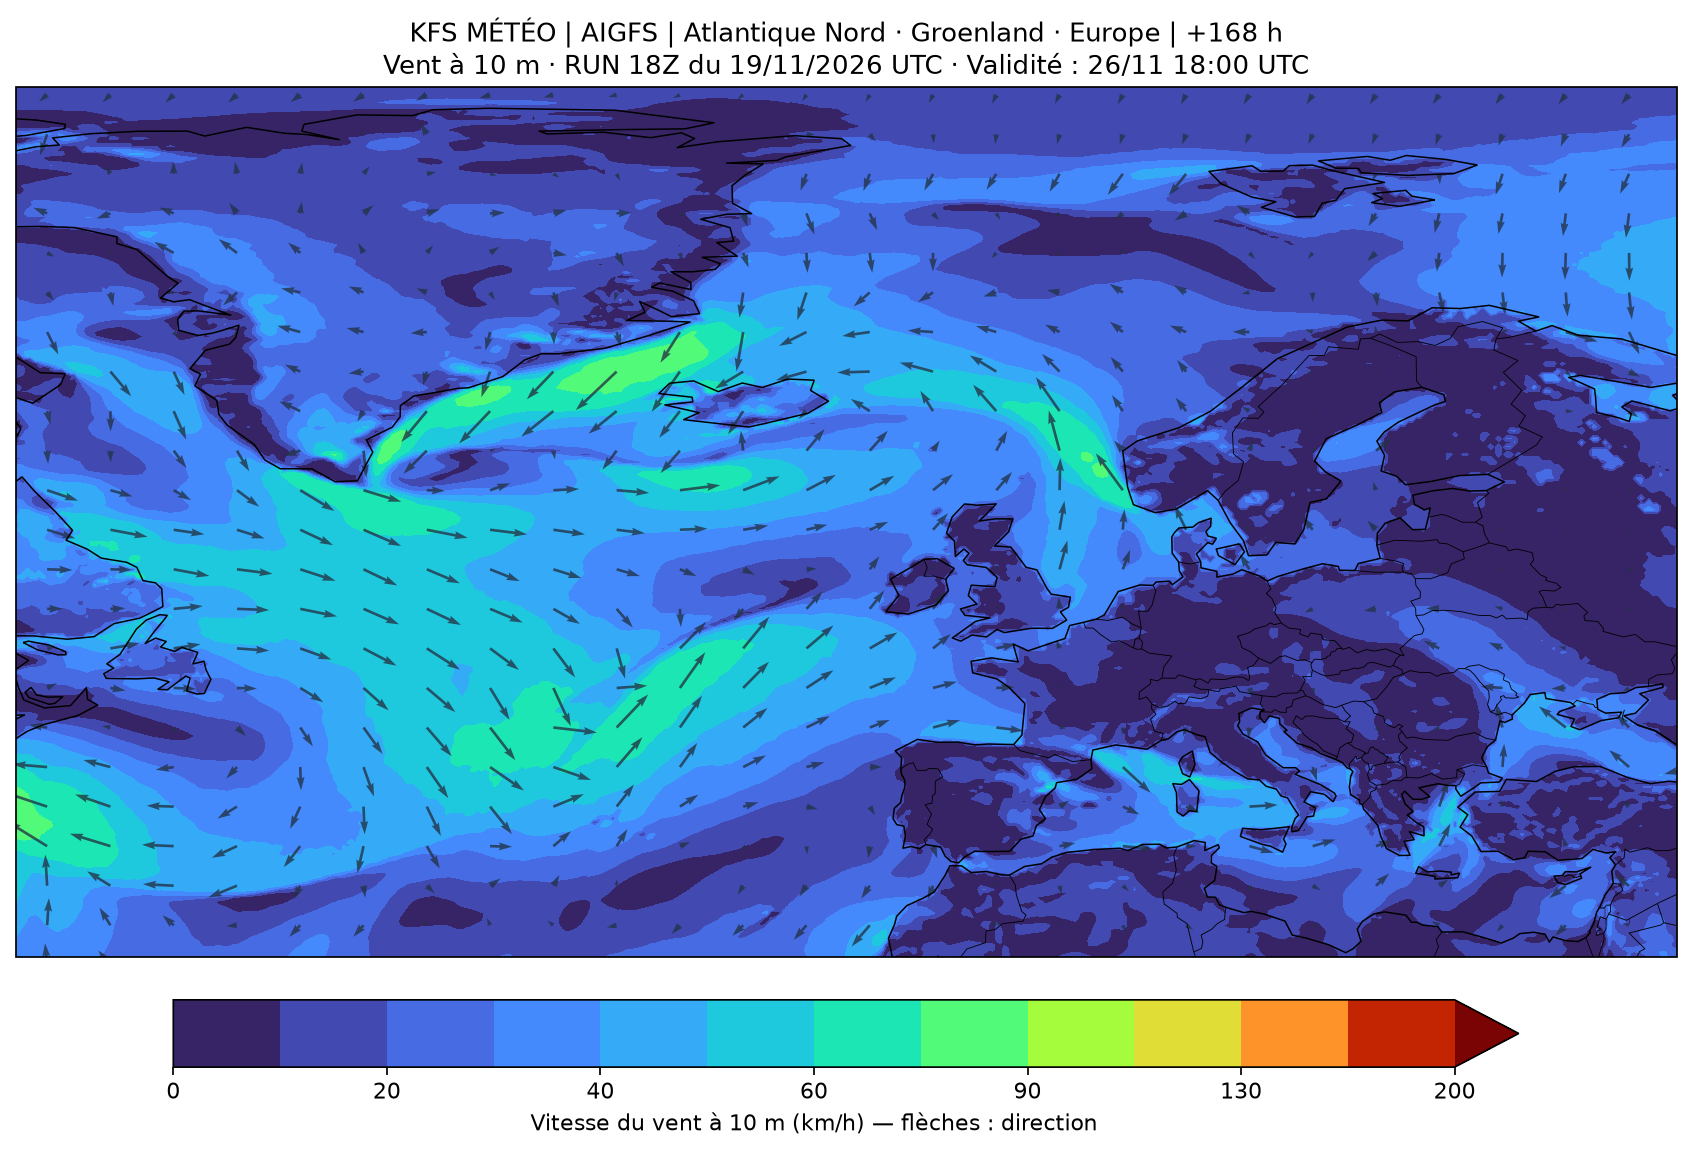 KFS MÉTÉO | AIGFS | Atlantique Nord · Groenland · Europe | +168 h
Vent à 10 m · RUN 18Z du 19/11/2026 UTC · Validité : 26/11 18:00 UTC
0 20 40 60 90 130 200
Vitesse du vent à 10 m (km/h) — flèches : direction